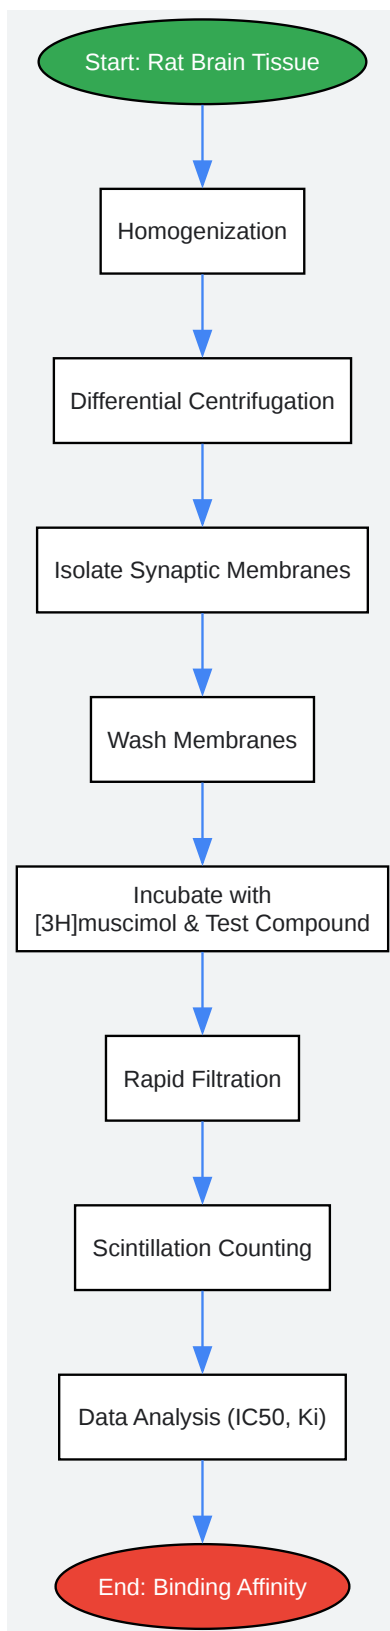 Start: Rat Brain Tissue
Homogenization
Differential Centrifugation
Isolate Synaptic Membranes
Wash Membranes
Incubate with
[3H]muscimol & Test Compound
Rapid Filtration
Scintillation Counting
Data Analysis (IC50, Ki)
End: Binding Affinity